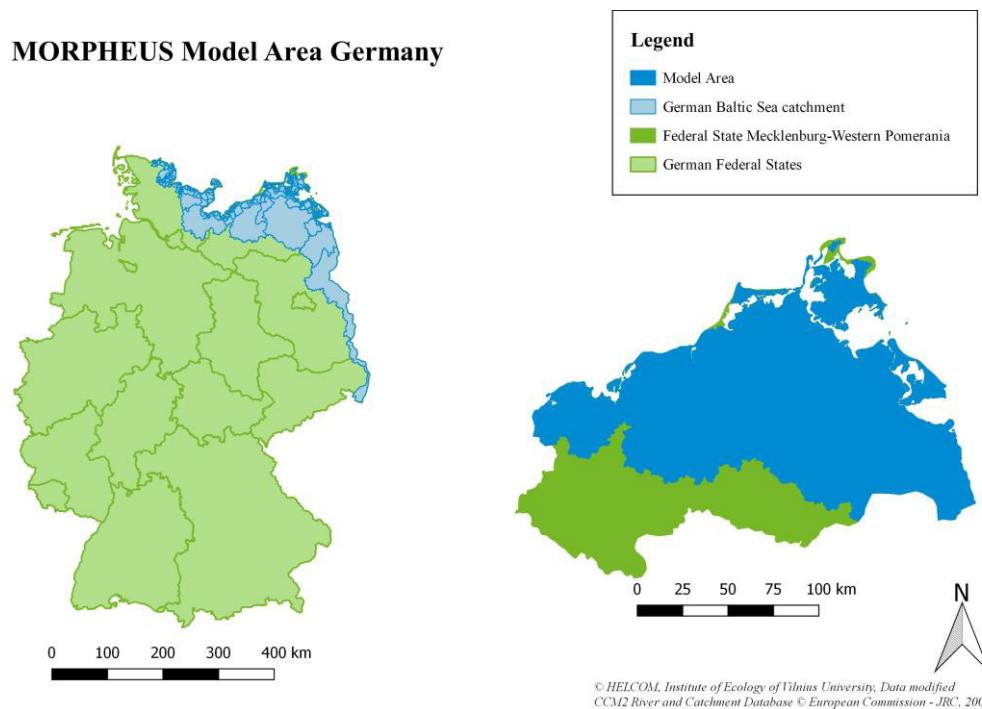 MORPHEUS Model Area Germany
Legend
Model Area
German Baltic Sea catchment
Federal State Mecklenburg-Western Pomerania
German Federal States
0 100 200 300 400 km
0 25 50 75 100 km
N
© HELCOM, Institute of Ecology of Vilnius University, Data modified
CCM2 River and Catchment Database © European Commission - JRC,